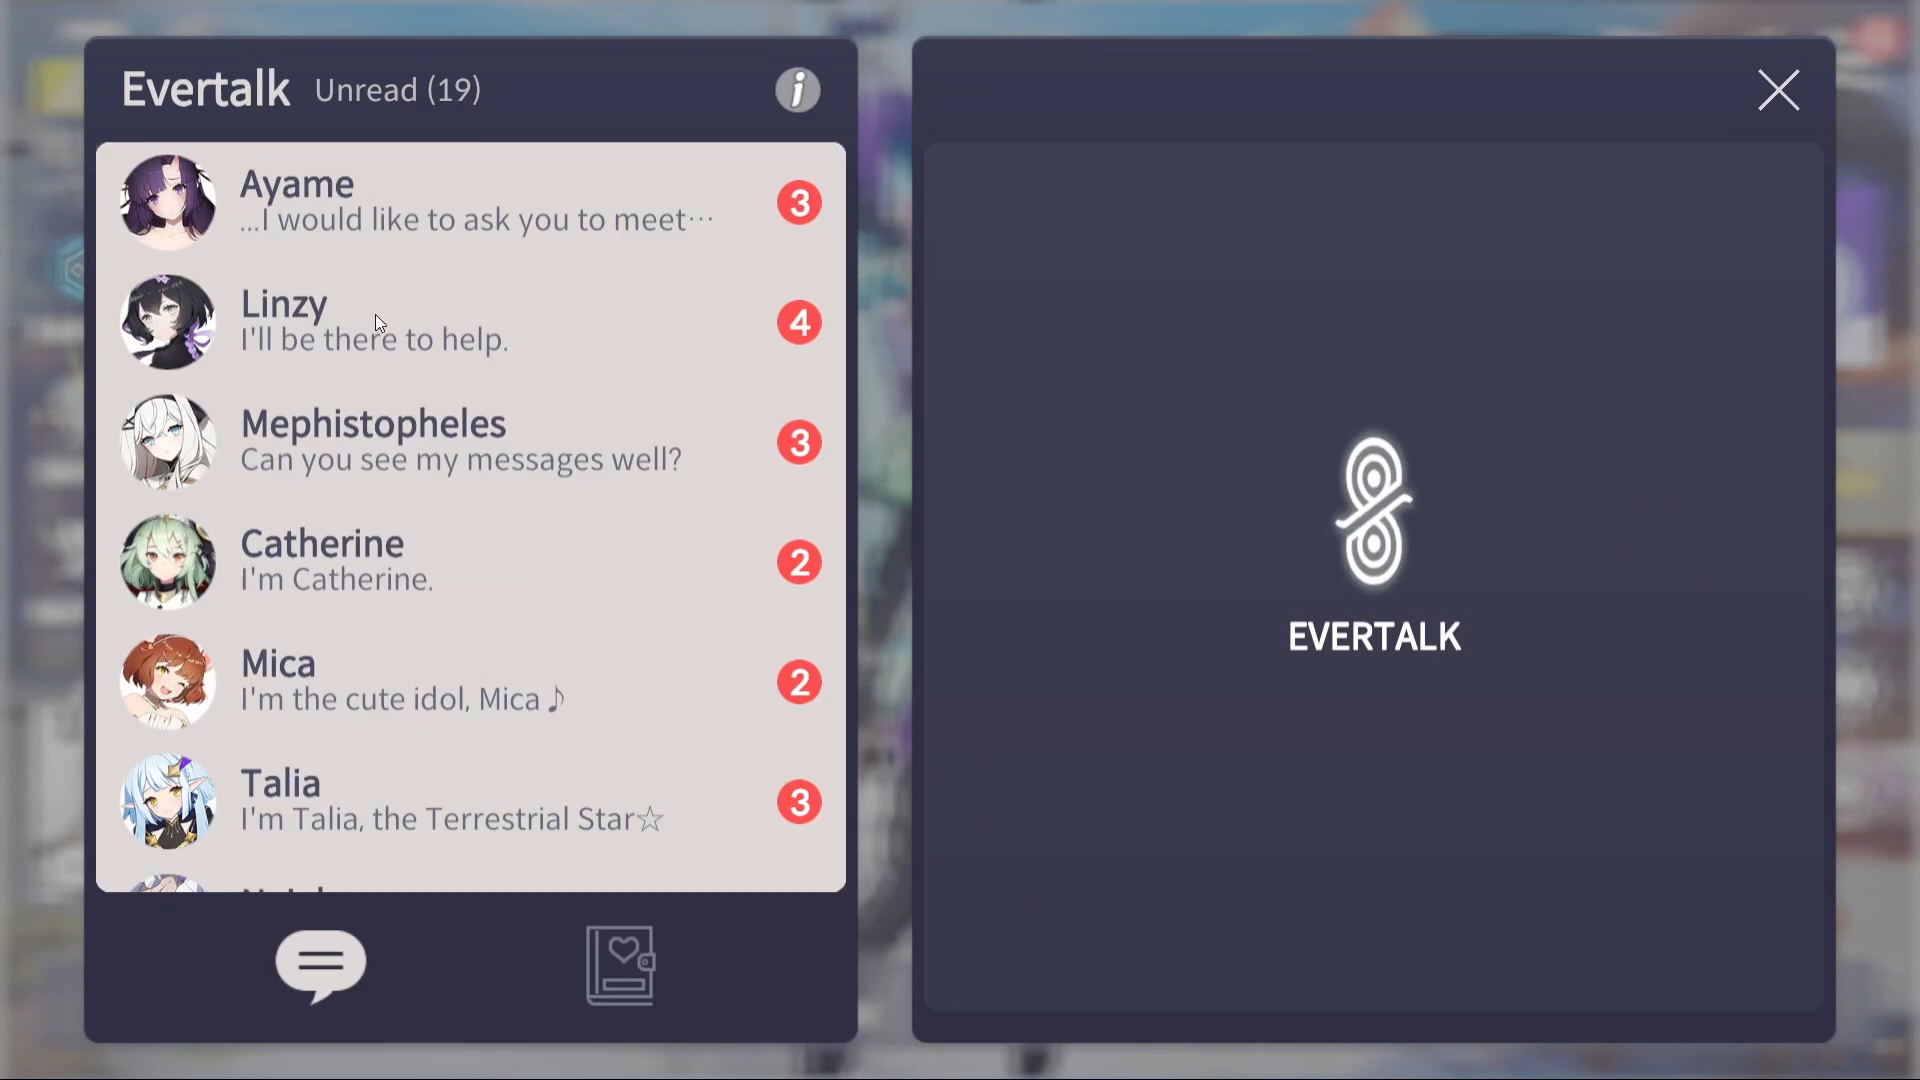 Evertalk Unread (19)
i
Ayame
...I would like to ask you to meet···
3
Linzy
I'll be there to help.
4
Mephistopheles
Can you see my messages well?
3
Catherine
I'm Catherine.
2
Mica
I'm the cute idol, Mica ♪
2
Talia
I'm Talia, the Terrestrial Star☆
3
EVERTALK